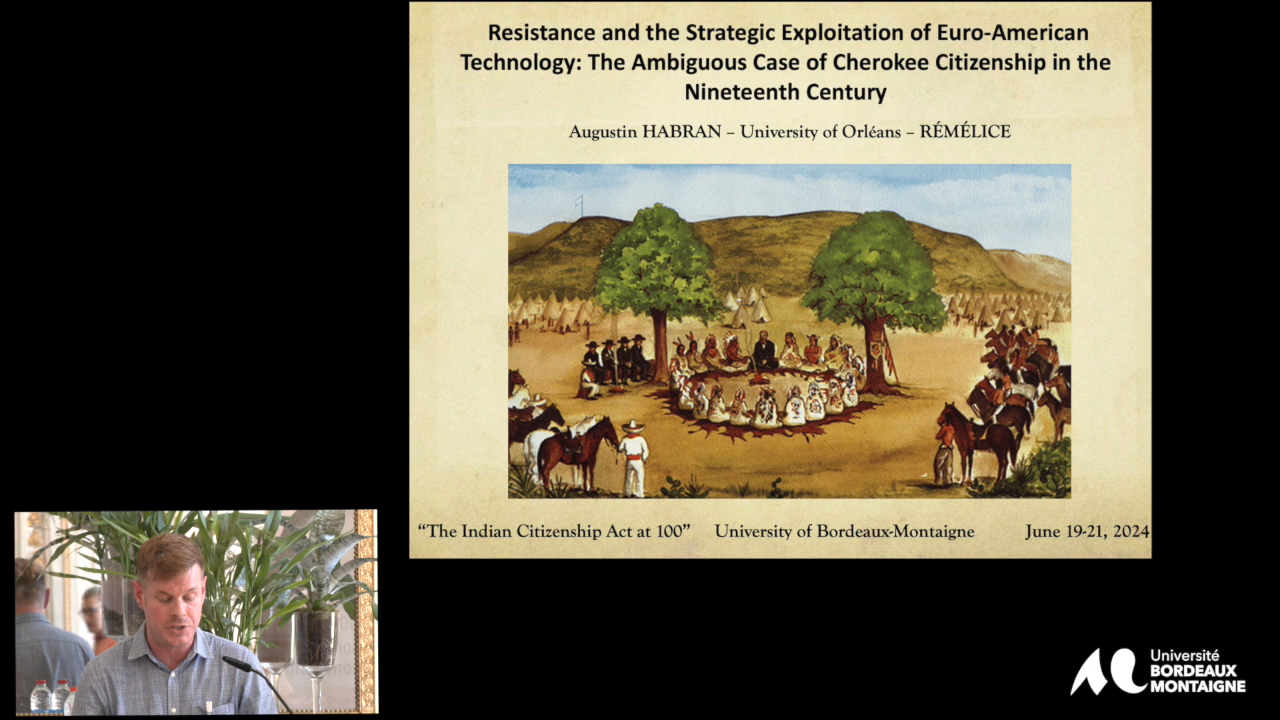 Resistance and the Strategic Exploitation of Euro-American
Technology: The Ambiguous Case of Cherokee Citizenship in the
Nineteenth Century
Augustin HABRAN – University of Orléans – RÉMÉLICE
“The Indian Citizenship Act at 100” University of Bordeaux-Montaigne June 19-21, 2024
Université
BORDEAUX
MONTAIGNE